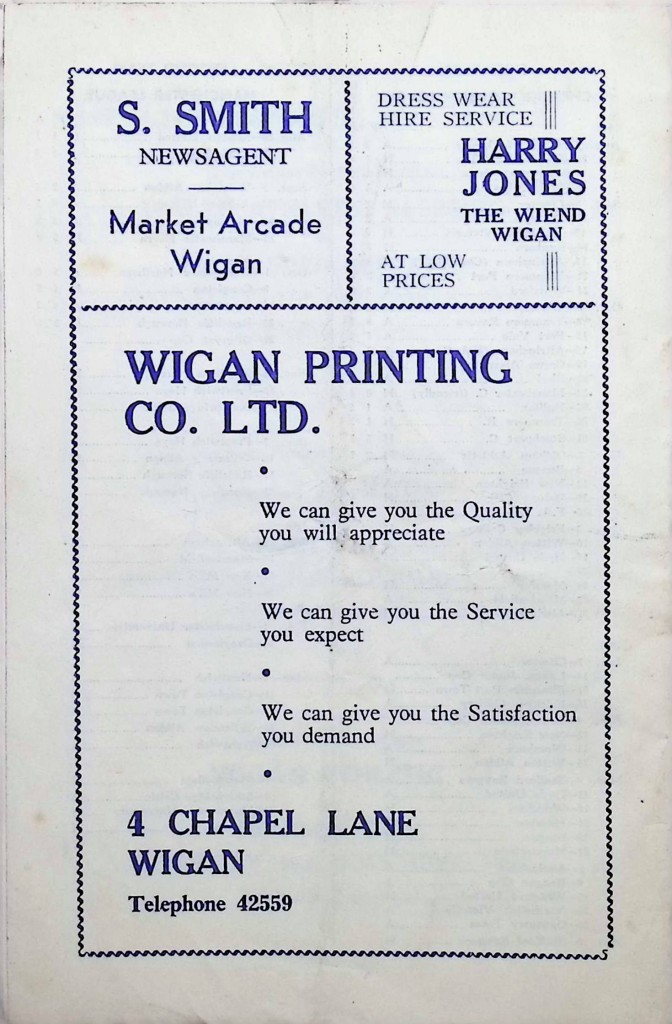 S. SMITH
NEWSAGENT
Market Arcade
Wigan
DRESS WEAR
HIRE SERVICE
HARRY
JONES
THE WIEND
WIGAN
AT LOW
PRICES
WIGAN PRINTING
CO. LTD.
•
We can give you the Quality
you will appreciate
•
We can give you the Service
you expect
•
We can give you the Satisfaction
you demand
•
4 CHAPEL LANE
WIGAN
Telephone 42559